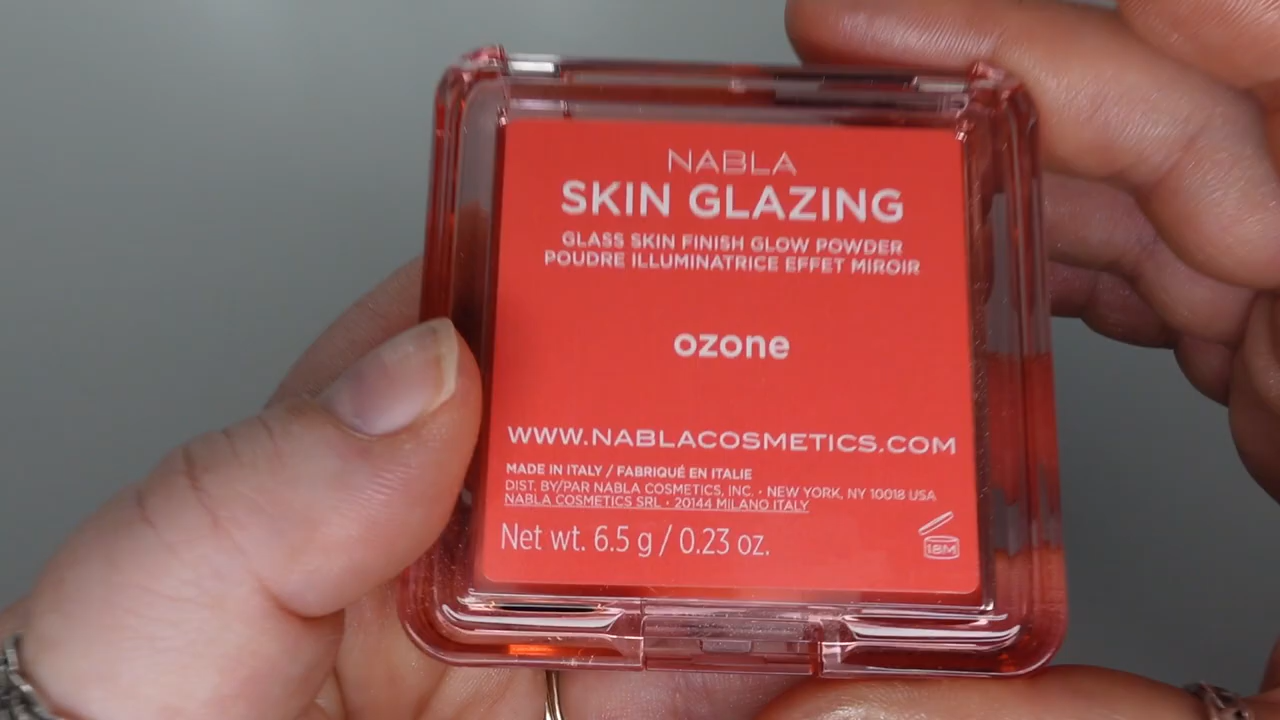 NABLA
SKIN GLAZING
GLASS SKIN FINISH GLOW POWDER
POUDRE ILLUMINATRICE EFFET MIROIR
ozone
WWW.NABLACOSMETICS.COM
MADE IN ITALY / FABRIQUÉ EN ITALIE
DIST. BY/PAR NABLA COSMETICS, INC. • NEW YORK, NY 10018 USA
NABLA COSMETICS SRL • 20144 MILANO ITALY
Net wt. 6.5 g / 0.23 oz.
18M